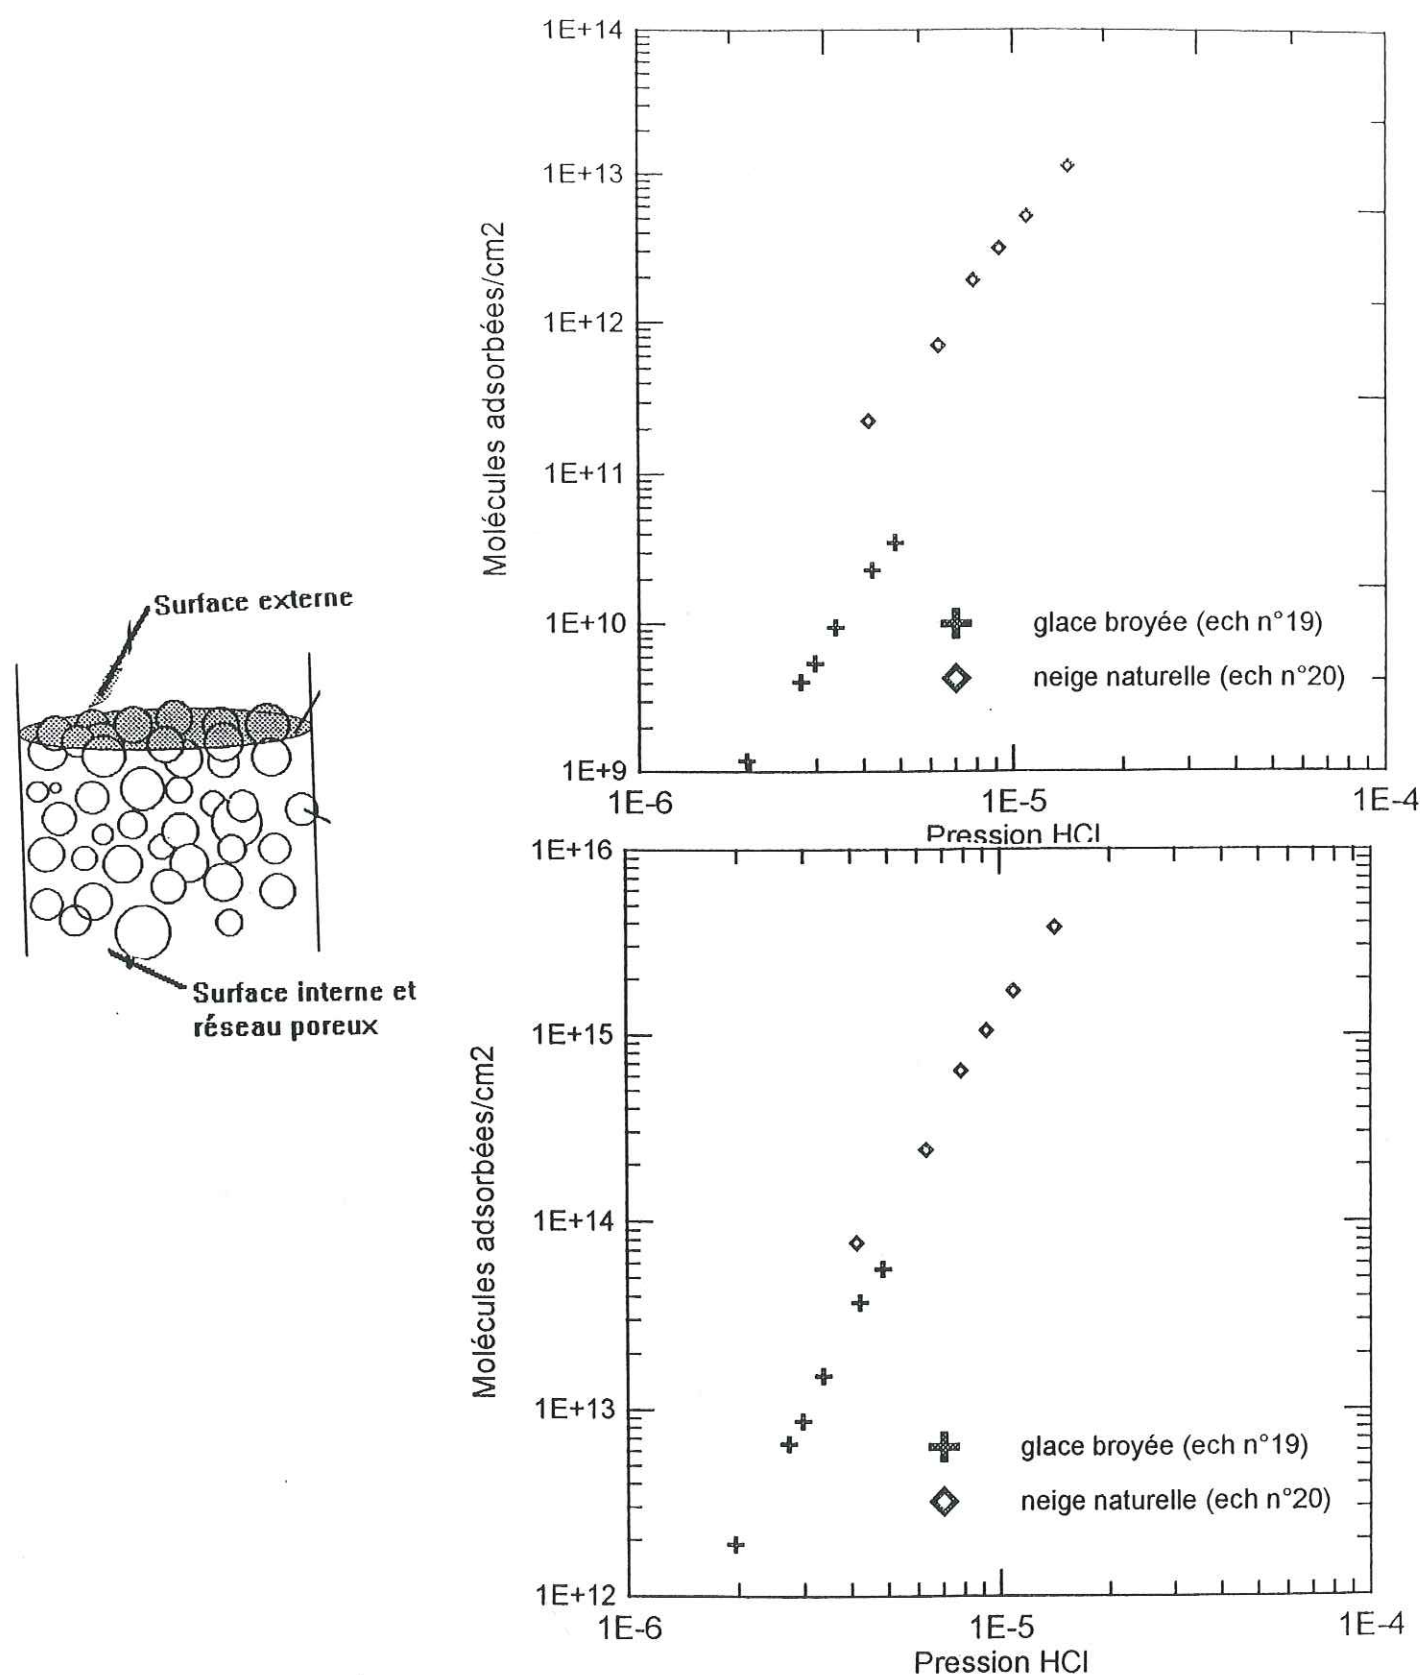 1E+14
1E+13
1E+12
1E+11
1E+10
1E+9
Molécules adsorbées/cm2
glace broyée (ech n°19)
neige naturelle (ech n°20)
1E-6
1E-5
1E-4
Pression HCl
Surface externe
Surface interne et
réseau poreux
1E+16
1E+15
1E+14
1E+13
1E+12
Molécules adsorbées/cm2
glace broyée (ech n°19)
neige naturelle (ech n°20)
1E-6
1E-5
1E-4
Pression HCl